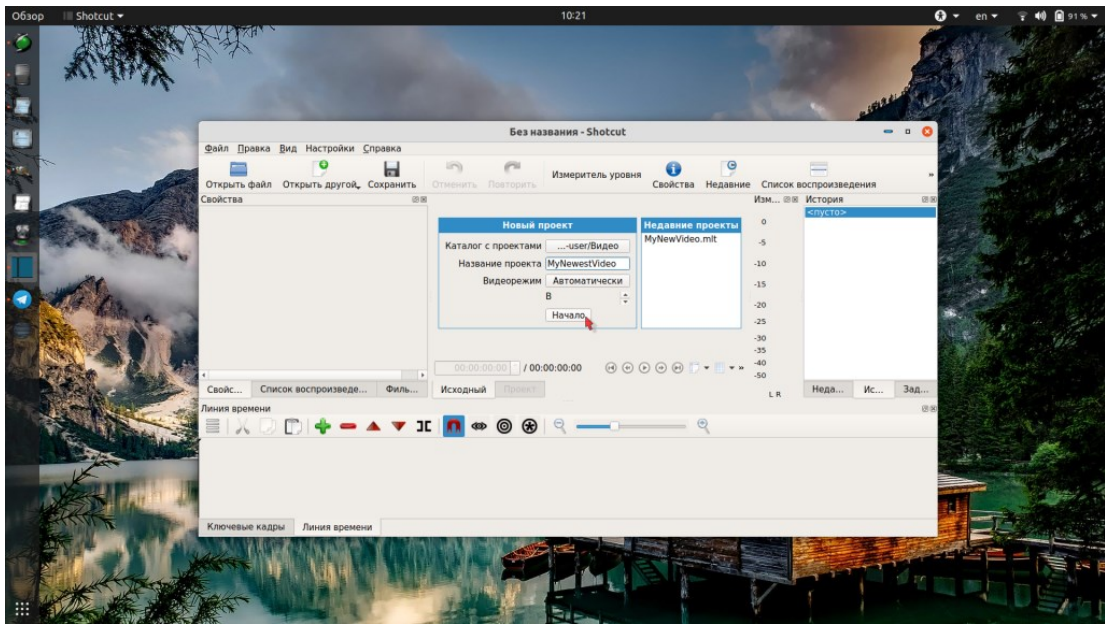 Обзор Shotcut 10:21 en 91 %
Без названия - Shotcut
Файл Правка Вид Настройки Справка
Открыть файл Открыть другой.. Сохранить Отменить Повторить Измеритель уровня Свойства Недавние Список воспроизведения »
Свойства
Изм...
История
Новый проект
Каталог с проектами ...-user/Видео
Название проекта MyNewestVideo
Видеорежим Автоматически
В
Начало
Недавние проекты
MyNewVideo.mlt
0
-5
-10
-15
-20
-25
-30
-35
-40
-50
L R
<пусто>
00:00:00:00 / 00:00:00:00 »
Свойс... Список воспроизведе... Филь... Исходный Проект Неда... Ис... Зад...
Линия времени
Ключевые кадры Линия времени